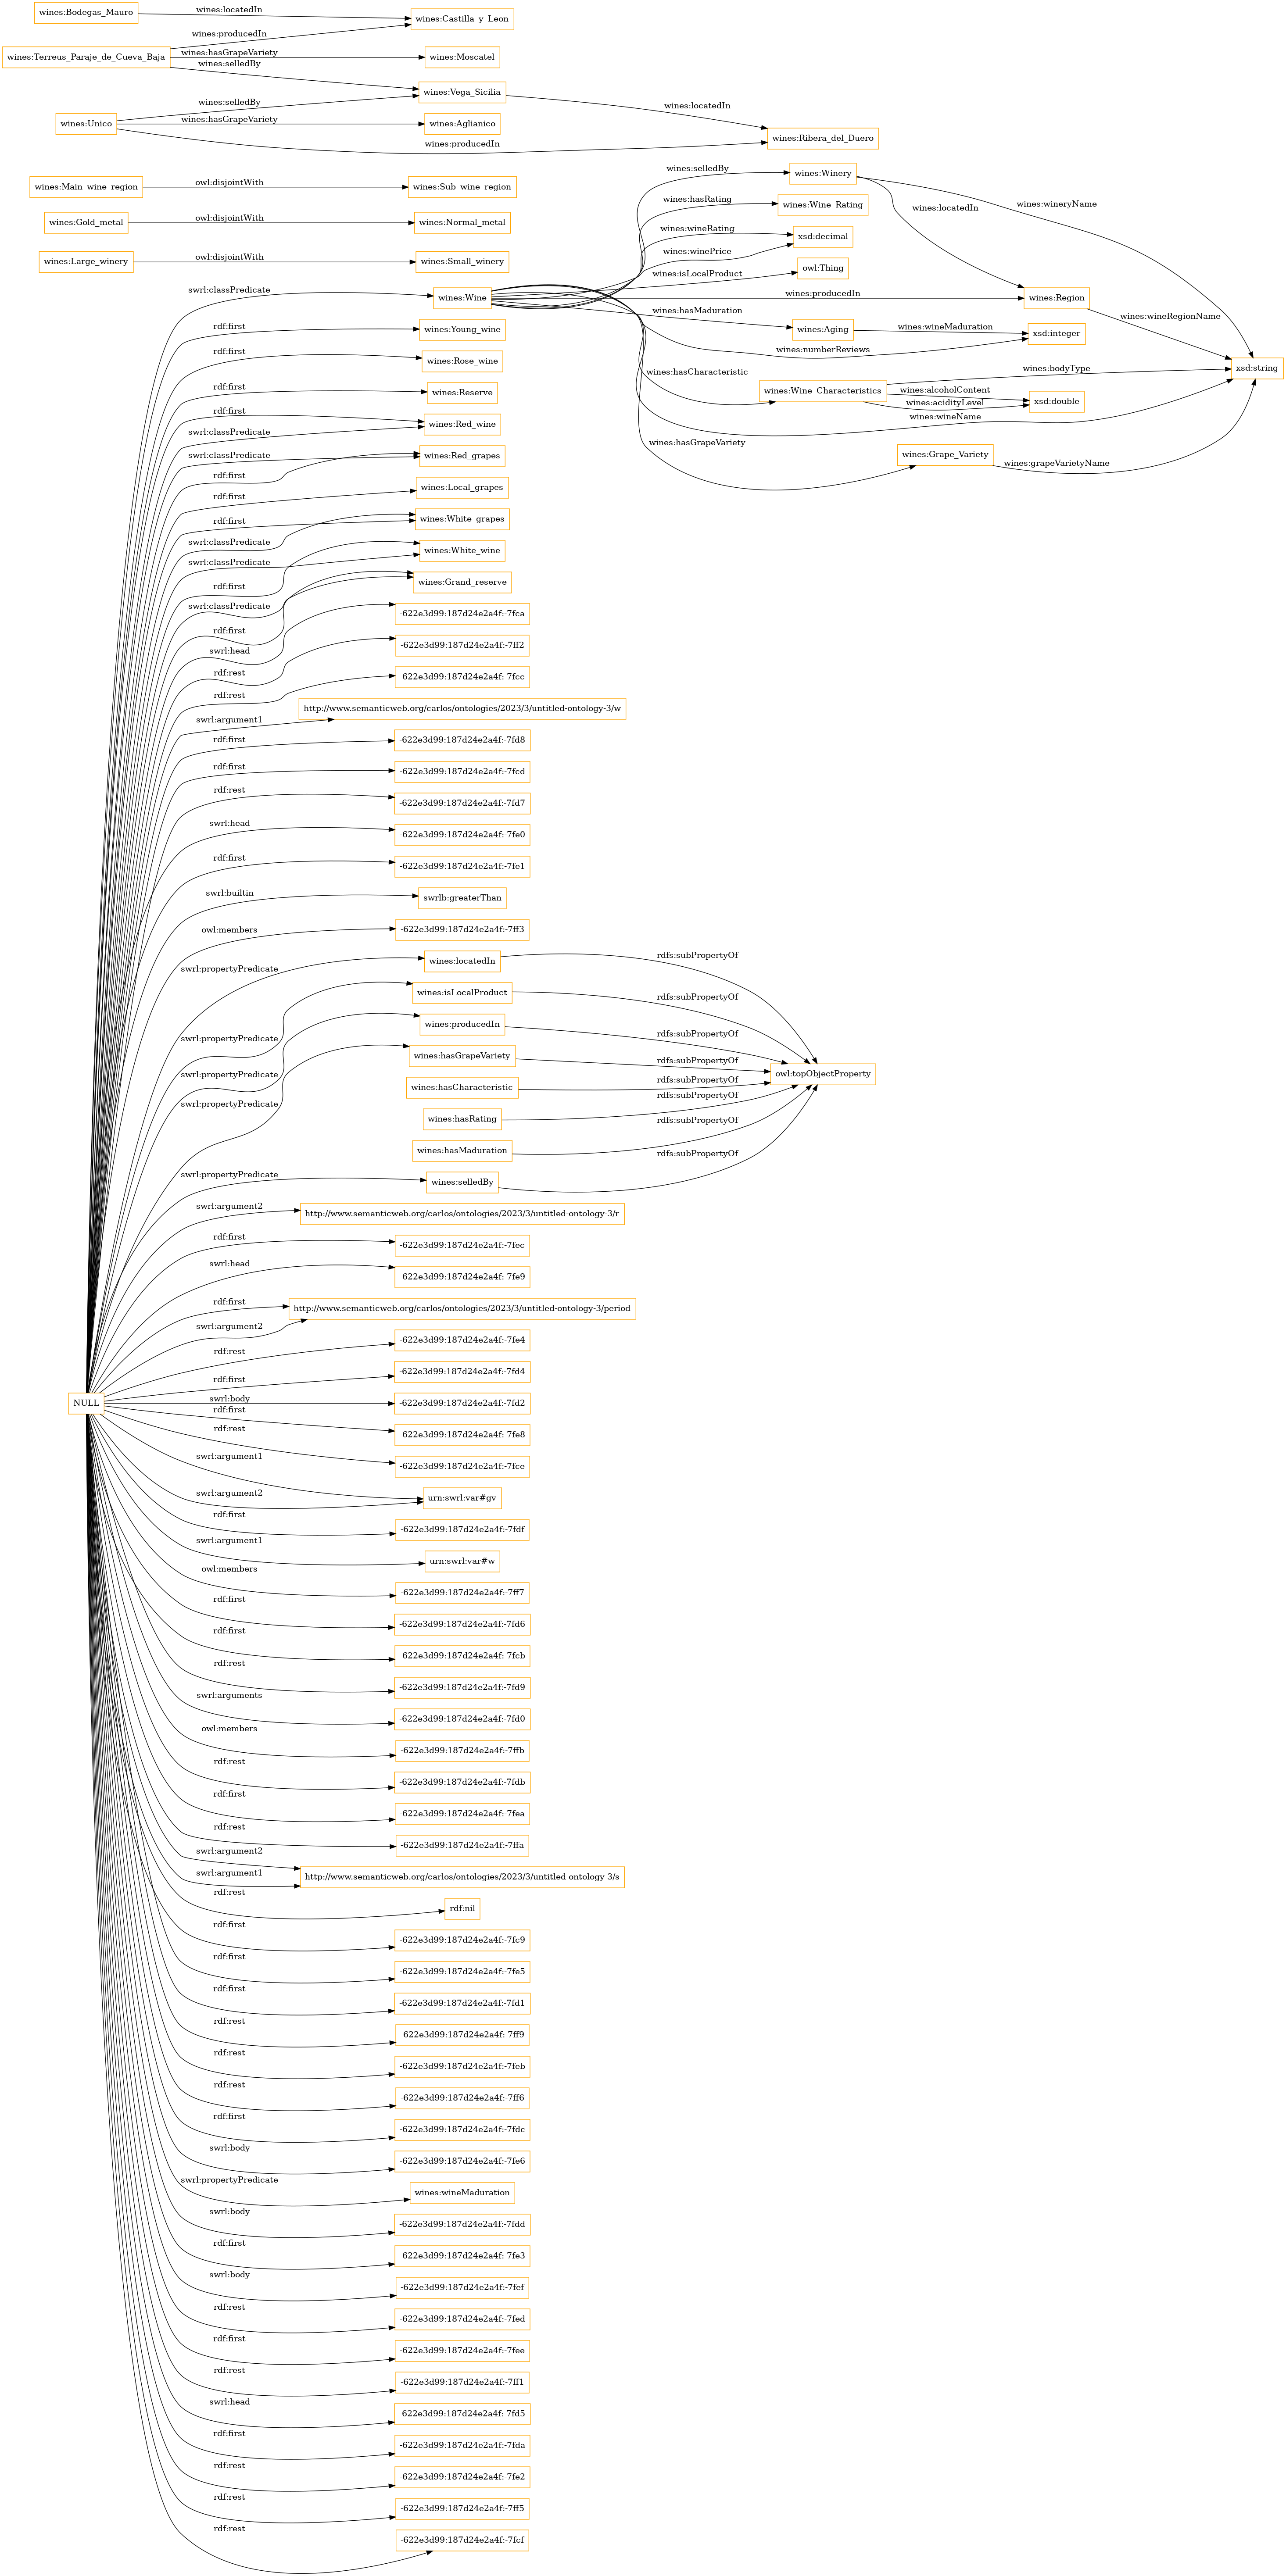 wines:Bodegas_Mauro
wines:locatedIn
wines:Castilla_y_Leon
wines:producedIn
wines:Terreus_Paraje_de_Cueva_Baja
wines:hasGrapeVariety
wines:Moscatel
wines:selledBy
wines:Vega_Sicilia
wines:selledBy
wines:locatedIn
wines:Unico
wines:hasGrapeVariety
wines:Aglianico
wines:producedIn
wines:Ribera_del_Duero
wines:Main_wine_region
owl:disjointWith
wines:Sub_wine_region
wines:Gold_metal
owl:disjointWith
wines:Normal_metal
wines:Large_winery
owl:disjointWith
wines:Small_winery
wines:selledBy
wines:Winery
wines:hasRating
wines:Wine_Rating
wines:locatedIn
wines:wineryName
wines:wineRating
xsd:decimal
wines:winePrice
wines:isLocalProduct
owl:Thing
swrl:classPredicate
wines:Wine
wines:producedIn
wines:Region
wines:hasMaduration
wines:Aging
wines:wineMaduration
xsd:integer
wines:wineRegionName
wines:numberReviews
xsd:string
wines:hasCharacteristic
wines:Wine_Characteristics
wines:bodyType
wines:alcoholContent
wines:acidityLevel
xsd:double
wines:wineName
wines:hasGrapeVariety
wines:Grape_Variety
wines:grapeVarietyName
rdf:first
wines:Young_wine
rdf:first
wines:Rose_wine
rdf:first
wines:Reserve
rdf:first
wines:Red_wine
swrl:classPredicate
swrl:classPredicate
wines:Red_grapes
rdf:first
rdf:first
wines:Local_grapes
rdf:first
wines:White_grapes
swrl:classPredicate
swrl:classPredicate
wines:White_wine
rdf:first
swrl:classPredicate
wines:Grand_reserve
rdf:first
swrl:head
-622e3d99:187d24e2a4f:-7fca
rdf:rest
-622e3d99:187d24e2a4f:-7ff2
rdf:rest
-622e3d99:187d24e2a4f:-7fcc
swrl:argument1
http://www.semanticweb.org/carlos/ontologies/2023/3/untitled-ontology-3/w
rdf:first
-622e3d99:187d24e2a4f:-7fd8
rdf:first
-622e3d99:187d24e2a4f:-7fcd
rdf:rest
-622e3d99:187d24e2a4f:-7fd7
swrl:head
-622e3d99:187d24e2a4f:-7fe0
rdf:first
-622e3d99:187d24e2a4f:-7fe1
swrl:builtin
swrlb:greaterThan
owl:members
-622e3d99:187d24e2a4f:-7ff3
swrl:propertyPredicate
wines:locatedIn
rdfs:subPropertyOf
swrl:propertyPredicate
wines:isLocalProduct
rdfs:subPropertyOf
swrl:propertyPredicate
wines:producedIn
rdfs:subPropertyOf
swrl:propertyPredicate
wines:hasGrapeVariety
rdfs:subPropertyOf
owl:topObjectProperty
wines:hasCharacteristic
rdfs:subPropertyOf
wines:hasRating
rdfs:subPropertyOf
wines:hasMaduration
rdfs:subPropertyOf
swrl:propertyPredicate
wines:selledBy
rdfs:subPropertyOf
swrl:argument2
http://www.semanticweb.org/carlos/ontologies/2023/3/untitled-ontology-3/r
rdf:first
-622e3d99:187d24e2a4f:-7fec
swrl:head
-622e3d99:187d24e2a4f:-7fe9
rdf:first
http://www.semanticweb.org/carlos/ontologies/2023/3/untitled-ontology-3/period
swrl:argument2
rdf:rest
-622e3d99:187d24e2a4f:-7fe4
rdf:first
-622e3d99:187d24e2a4f:-7fd4
NULL
swrl:body
-622e3d99:187d24e2a4f:-7fd2
rdf:first
-622e3d99:187d24e2a4f:-7fe8
rdf:rest
-622e3d99:187d24e2a4f:-7fce
swrl:argument1
urn:swrl:var#gv
swrl:argument2
rdf:first
-622e3d99:187d24e2a4f:-7fdf
swrl:argument1
urn:swrl:var#w
owl:members
-622e3d99:187d24e2a4f:-7ff7
rdf:first
-622e3d99:187d24e2a4f:-7fd6
rdf:first
-622e3d99:187d24e2a4f:-7fcb
rdf:rest
-622e3d99:187d24e2a4f:-7fd9
swrl:arguments
-622e3d99:187d24e2a4f:-7fd0
owl:members
-622e3d99:187d24e2a4f:-7ffb
rdf:rest
-622e3d99:187d24e2a4f:-7fdb
rdf:first
-622e3d99:187d24e2a4f:-7fea
rdf:rest
-622e3d99:187d24e2a4f:-7ffa
swrl:argument2
swrl:argument1
http://www.semanticweb.org/carlos/ontologies/2023/3/untitled-ontology-3/s
rdf:rest
rdf:nil
rdf:first
-622e3d99:187d24e2a4f:-7fc9
rdf:first
-622e3d99:187d24e2a4f:-7fe5
rdf:first
-622e3d99:187d24e2a4f:-7fd1
rdf:rest
-622e3d99:187d24e2a4f:-7ff9
rdf:rest
-622e3d99:187d24e2a4f:-7feb
rdf:rest
-622e3d99:187d24e2a4f:-7ff6
rdf:first
-622e3d99:187d24e2a4f:-7fdc
swrl:body
-622e3d99:187d24e2a4f:-7fe6
swrl:propertyPredicate
wines:wineMaduration
swrl:body
-622e3d99:187d24e2a4f:-7fdd
rdf:first
-622e3d99:187d24e2a4f:-7fe3
swrl:body
-622e3d99:187d24e2a4f:-7fef
rdf:rest
-622e3d99:187d24e2a4f:-7fed
rdf:first
-622e3d99:187d24e2a4f:-7fee
rdf:rest
-622e3d99:187d24e2a4f:-7ff1
swrl:head
-622e3d99:187d24e2a4f:-7fd5
rdf:first
-622e3d99:187d24e2a4f:-7fda
rdf:rest
-622e3d99:187d24e2a4f:-7fe2
rdf:rest
-622e3d99:187d24e2a4f:-7ff5
rdf:rest
-622e3d99:187d24e2a4f:-7fcf